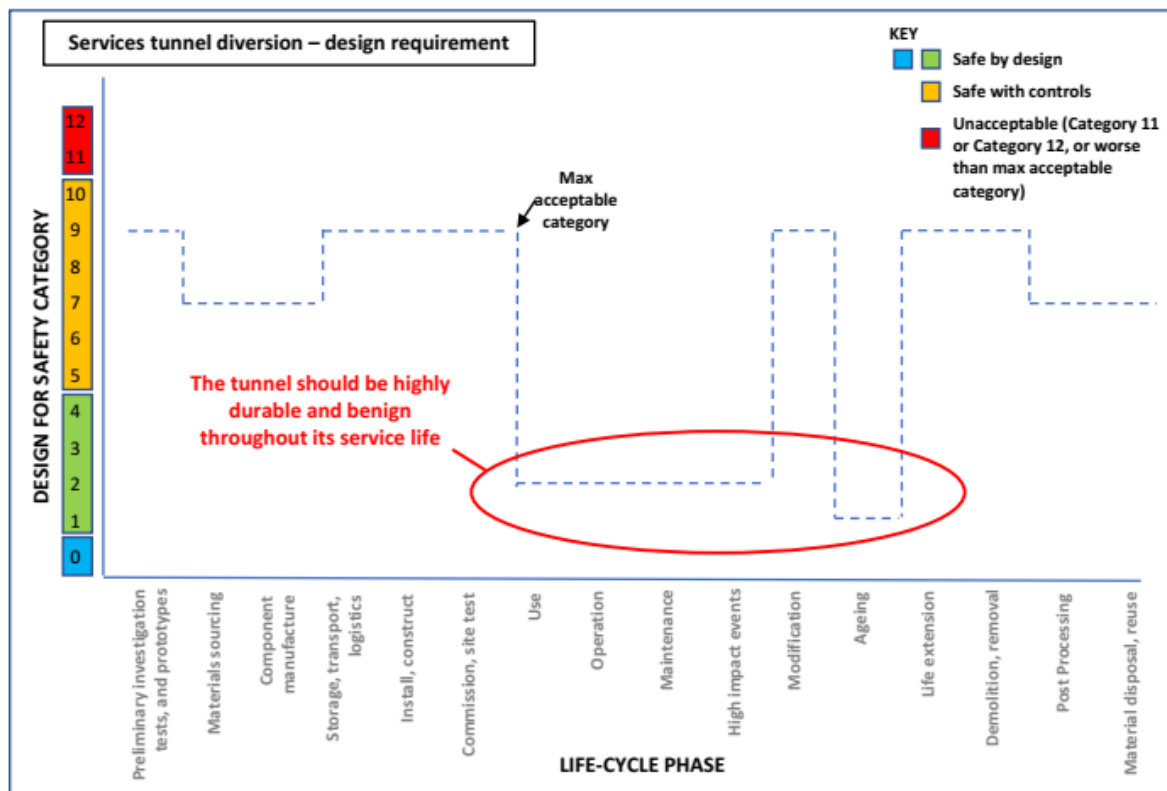 Services tunnel diversion – design requirement
KEY
Safe by design
Safe with controls
Unacceptable (Category 11
or Category 12, or worse
than max acceptable
category)
DESIGN FOR SAFETY CATEGORY
12
11
10
9
8
7
6
5
4
3
2
1
0
Max
acceptable
category
The tunnel should be highly
durable and benign
throughout its service life
Preliminary investigation
tests, and prototypes
Materials sourcing
Component
manufacture
Storage, transport,
logistics
Install, construct
Commission, site test
Use
Operation
Maintenance
High impact events
Modification
Ageing
Life extension
Demolition, removal
Post Processing
Material disposal, reuse
LIFE-CYCLE PHASE